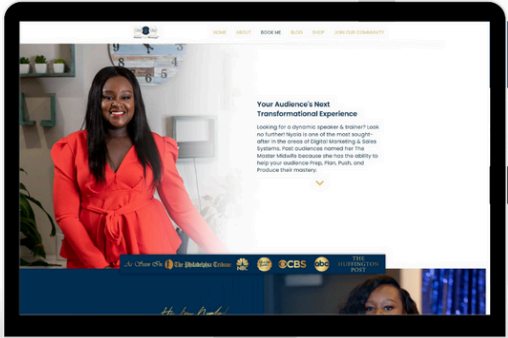 HOME ABOUT BOOK ME BLOG SHOP JOIN OUR COMMUNITY
Your Audience's Next
Transformational Experience
Looking for a dynamic speaker & trainer? Look
no further! Nyola is one of the most sought-
after in the areas of Digital Marketing & Sales
Systems. Past audiences named her The
Master Midwife because she has the ability to
help your audience Prep, Plan, Push, and
Produce their mastery.
As Seen On The Philadelphia Tribune NBC CBS abc THE
HUFFINGTON
POST